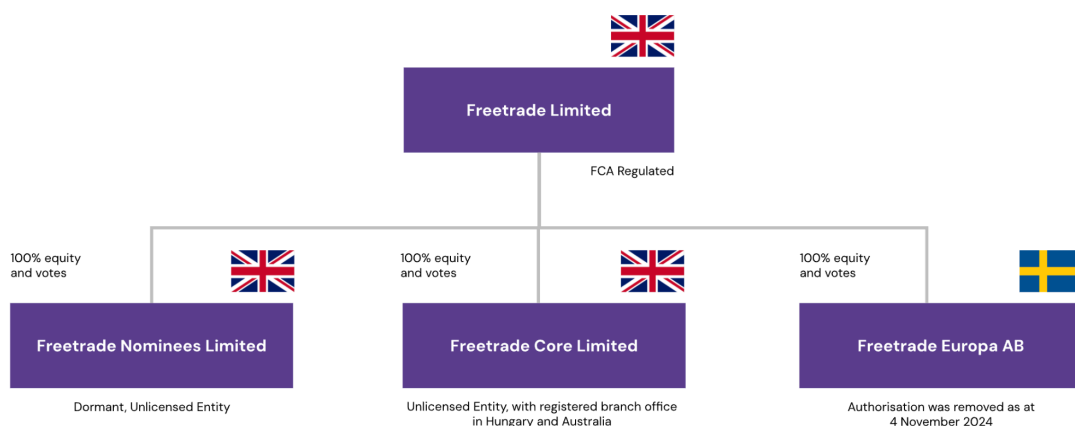 Freetrade Limited
FCA Regulated
100% equity
and votes
100% equity
and votes
100% equity
and votes
Freetrade Nominees Limited
Freetrade Core Limited
Freetrade Europa AB
Dormant, Unlicensed Entity
Unlicensed Entity, with registered branch office
in Hungary and Australia
Authorisation was removed as at
4 November 2024